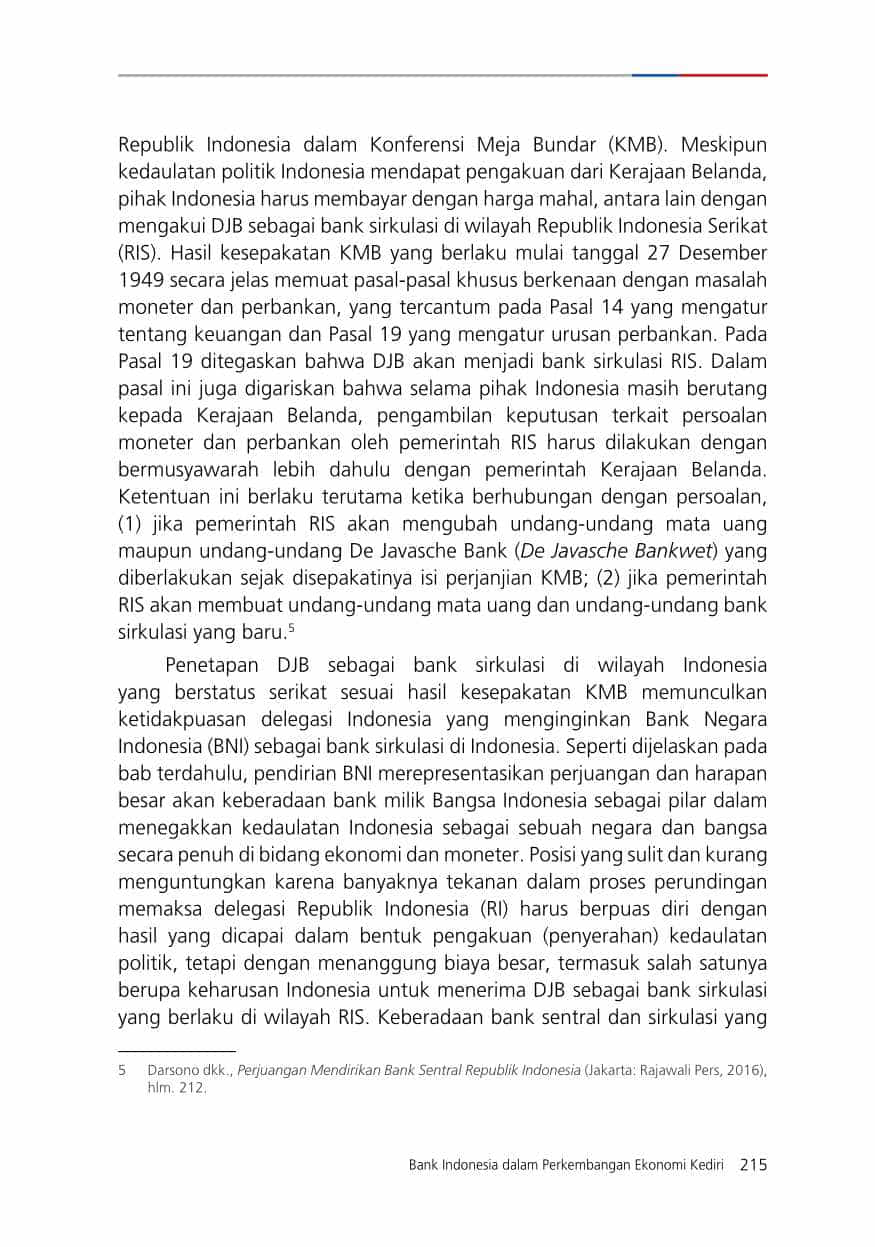 Republik Indonesia dalam Konferensi Meja Bundar (KMB). Meskipun
kedaulatan politik Indonesia mendapat pengakuan dari Kerajaan Belanda,
pihak Indonesia harus membayar dengan harga mahal, antara lain dengan
mengakui DJB sebagai bank sirkulasi di wilayah Republik Indonesia Serikat
(RIS). Hasil kesepakatan KMB yang berlaku mulai tanggal 27 Desember
1949 secara jelas memuat pasal-pasal khusus berkenaan dengan masalah
moneter dan perbankan, yang tercantum pada Pasal 14 yang mengatur
tentang keuangan dan Pasal 19 yang mengatur urusan perbankan. Pada
Pasal 19 ditegaskan bahwa DJB akan menjadi bank sirkulasi RIS. Dalam
pasal ini juga digariskan bahwa selama pihak Indonesia masih berutang
kepada Kerajaan Belanda, pengambilan keputusan terkait persoalan
moneter dan perbankan oleh pemerintah RIS harus dilakukan dengan
bermusyawarah lebih dahulu dengan pemerintah Kerajaan Belanda.
Ketentuan ini berlaku terutama ketika berhubungan dengan persoalan,
(1) jika pemerintah RIS akan mengubah undang-undang mata uang
maupun undang-undang De Javasche Bank (De Javasche Bankwet) yang
diberlakukan sejak disepakatinya isi perjanjian KMB; (2) jika pemerintah
RIS akan membuat undang-undang mata uang dan undang-undang bank
sirkulasi yang baru.5
Penetapan DJB sebagai bank sirkulasi di wilayah Indonesia
yang berstatus serikat sesuai hasil kesepakatan KMB memunculkan
ketidakpuasan delegasi Indonesia yang menginginkan Bank Negara
Indonesia (BNI) sebagai bank sirkulasi di Indonesia. Seperti dijelaskan pada
bab terdahulu, pendirian BNI merepresentasikan perjuangan dan harapan
besar akan keberadaan bank milik Bangsa Indonesia sebagai pilar dalam
menegakkan kedaulatan Indonesia sebagai sebuah negara dan bangsa
secara penuh di bidang ekonomi dan moneter. Posisi yang sulit dan kurang
menguntungkan karena banyaknya tekanan dalam proses perundingan
memaksa delegasi Republik Indonesia (RI) harus berpuas diri dengan
hasil yang dicapai dalam bentuk pengakuan (penyerahan) kedaulatan
politik, tetapi dengan menanggung biaya besar, termasuk salah satunya
berupa keharusan Indonesia untuk menerima DJB sebagai bank sirkulasi
yang berlaku di wilayah RIS. Keberadaan bank sentral dan sirkulasi yang
5 Darsono dkk., Perjuangan Mendirikan Bank Sentral Republik Indonesia (Jakarta: Rajawali Pers, 2016),
hlm. 212.
Bank Indonesia dalam Perkembangan Ekonomi Kediri 215